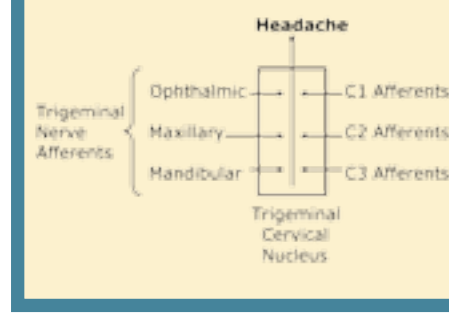 Headache
Ophthalmic
C1 Afferents
Trigeminal
Nerve
Afferents
Maxillary
C2 Afferents
Mandibular
C3 Afferents
Trigeminal
Cervical
Nucleus